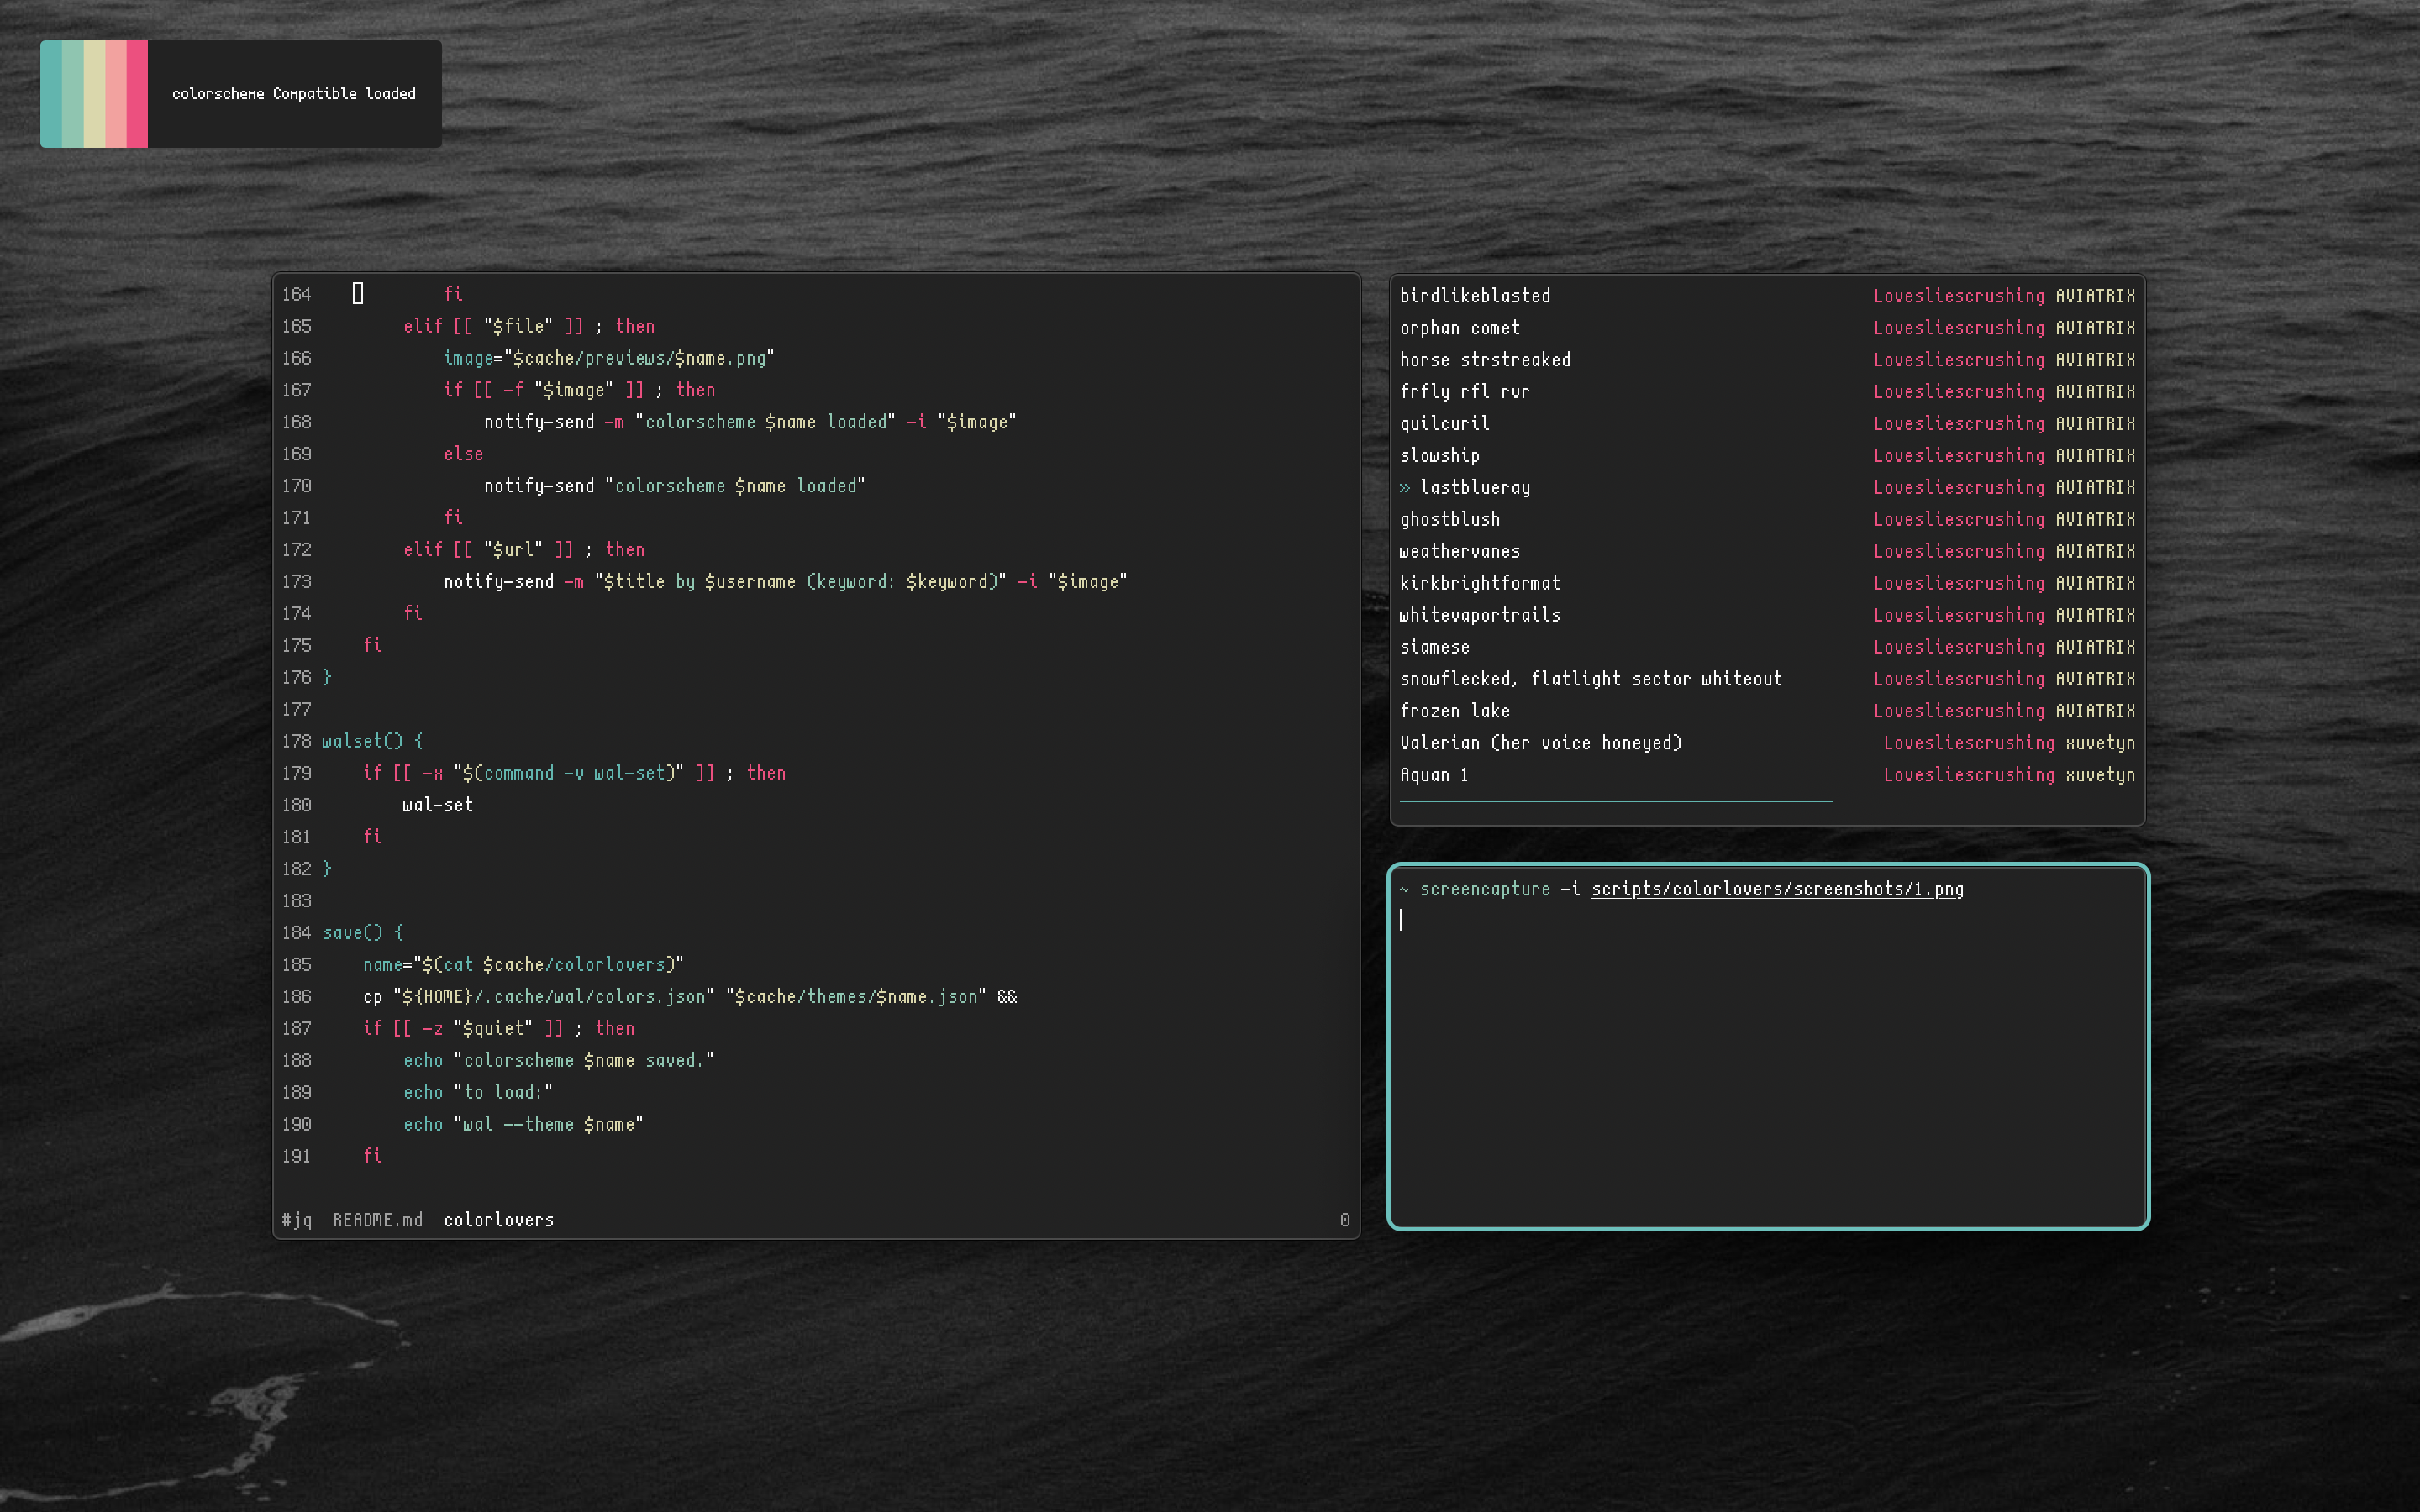 colorscheme Compatible loaded
164 fi
165 elif [[ "$file" ]] ; then
166 image="$cache/previews/$name.png"
167 if [[ -f "$image" ]] ; then
168 notify-send -m "colorscheme $name loaded" -i "$image"
169 else
170 notify-send "colorscheme $name loaded"
171 fi
172 elif [[ "$url" ]] ; then
173 notify-send -m "$title by $username (keyword: $keyword)" -i "$image"
174 fi
175 fi
176 }
177
178 walset() {
179 if [[ -x "$(command -v wal-set)" ]] ; then
180 wal-set
181 fi
182 }
183
184 save() {
185 name="$(cat $cache/colorlovers)"
186 cp "${HOME}/.cache/wal/colors.json" "$cache/themes/$name.json" &&
187 if [[ -z "$quiet" ]] ; then
188 echo "colorscheme $name saved."
189 echo "to load:"
190 echo "wal --theme $name"
191 fi
#jq README.md colorlovers 0
birdlikeblasted Lovesliescrushing AVIATRIX
orphan comet Lovesliescrushing AVIATRIX
horse strstreaked Lovesliescrushing AVIATRIX
frfly rfl rvr Lovesliescrushing AVIATRIX
quilcuril Lovesliescrushing AVIATRIX
slowship Lovesliescrushing AVIATRIX
» lastblueray Lovesliescrushing AVIATRIX
ghostblush Lovesliescrushing AVIATRIX
weathervanes Lovesliescrushing AVIATRIX
kirkbrightformat Lovesliescrushing AVIATRIX
whitevaportrails Lovesliescrushing AVIATRIX
siamese Lovesliescrushing AVIATRIX
snowflecked, flatlight sector whiteout Lovesliescrushing AVIATRIX
frozen lake Lovesliescrushing AVIATRIX
Valerian (her voice honeyed) Lovesliescrushing xuvetyn
Aquan 1 Lovesliescrushing xuvetyn
~ screencapture -i scripts/colorlovers/screenshots/1.png